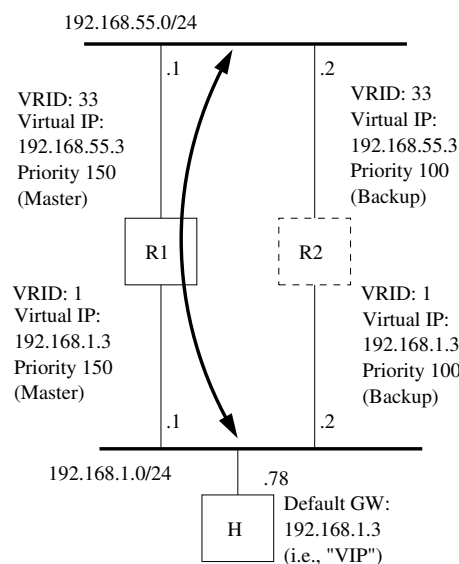 192.168.55.0/24
.1
.2
VRID: 33
Virtual IP:
192.168.55.3
Priority 150
(Master)
VRID: 33
Virtual IP:
192.168.55.3
Priority 100
(Backup)
R1
R2
VRID: 1
Virtual IP:
192.168.1.3
Priority 150
(Master)
VRID: 1
Virtual IP:
192.168.1.3
Priority 100
(Backup)
.1
.2
192.168.1.0/24
.78
H
Default GW:
192.168.1.3
(i.e., "VIP")